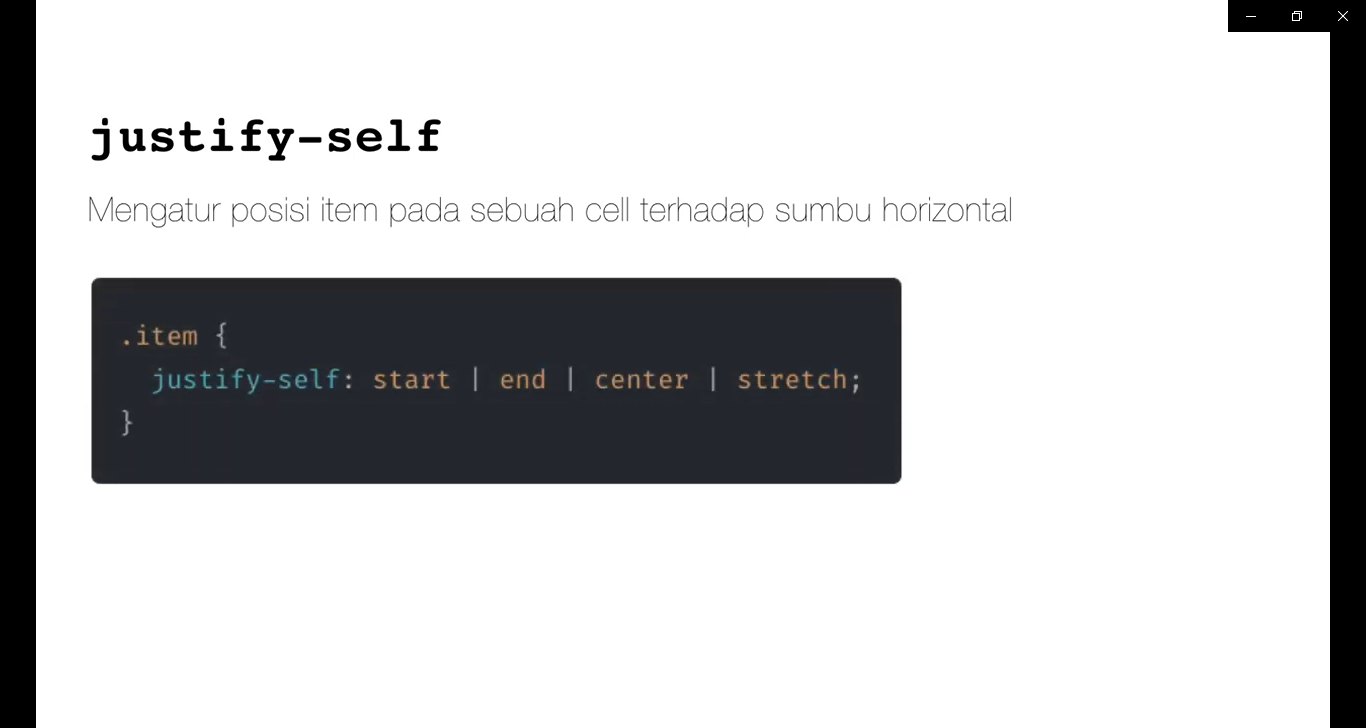 justify-self
Mengatur posisi item pada sebuah cell terhadap sumbu horizontal
.item {
  justify-self: start | end | center | stretch;
}